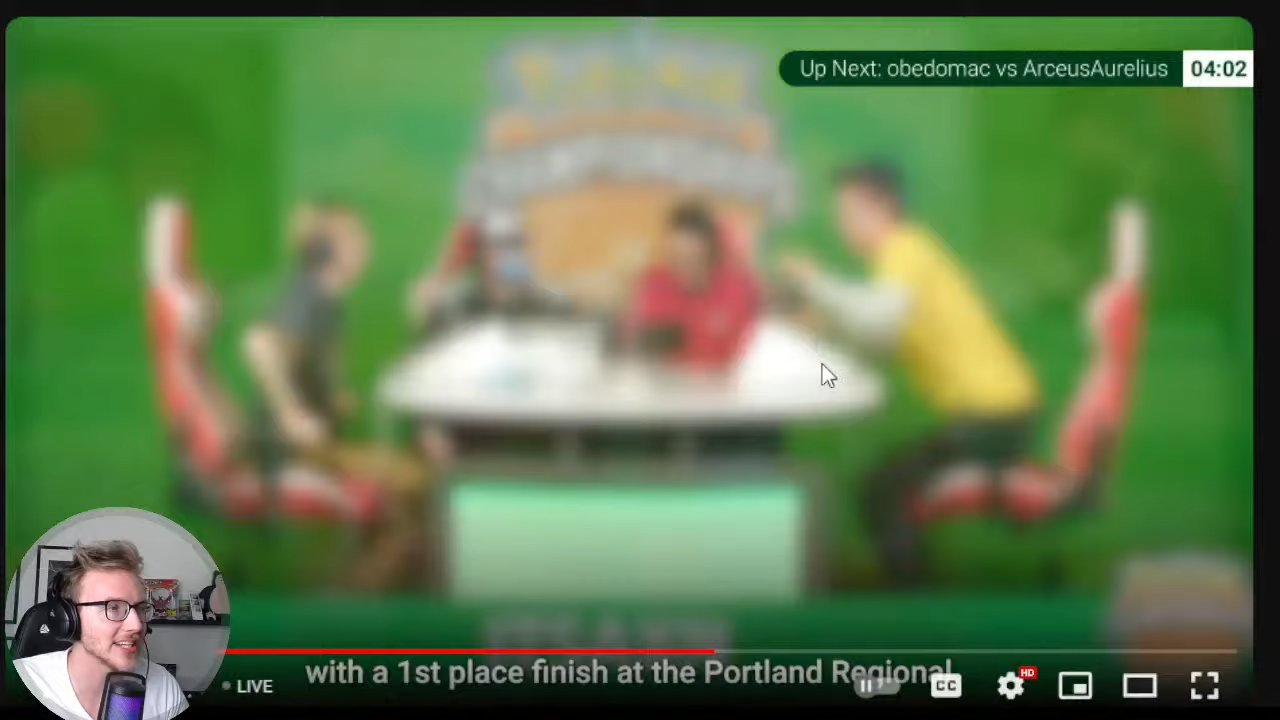 Up Next: obedomac vs ArceusAurelius 04:02
with a 1st place finish at the Portland Regional
LIVE
CC
HD